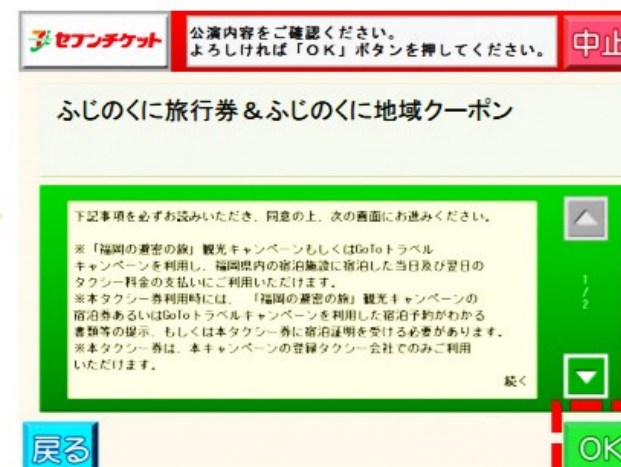 セブンチケット
公演内容をご確認ください。
よろしければ「OK」ボタンを押してください。
中止
ふじのくに旅行券&ふじのくに地域クーポン
下記事項を必ずお読みいただき、同意の上、次の画面にお進みください。
※「福岡の避密の旅」観光キャンペーンもしくはGoToトラベル
キャンペーンを利用し、福岡県内の宿泊施設に宿泊した当日及び翌日の
タクシー料金の支払いにご利用いただけます。
※本タクシー券利用時には、「福岡の避密の旅」観光キャンペーンの
宿泊券あるいはGoToトラベルキャンペーンを利用した宿泊予約がわかる
書類等の提示、もしくは本タクシー券に宿泊証明を受ける必要があります。
※本タクシー券は、本キャンペーンの登録タクシー会社でのみご利用
いただけます。
続く
1/2
戻る
OK